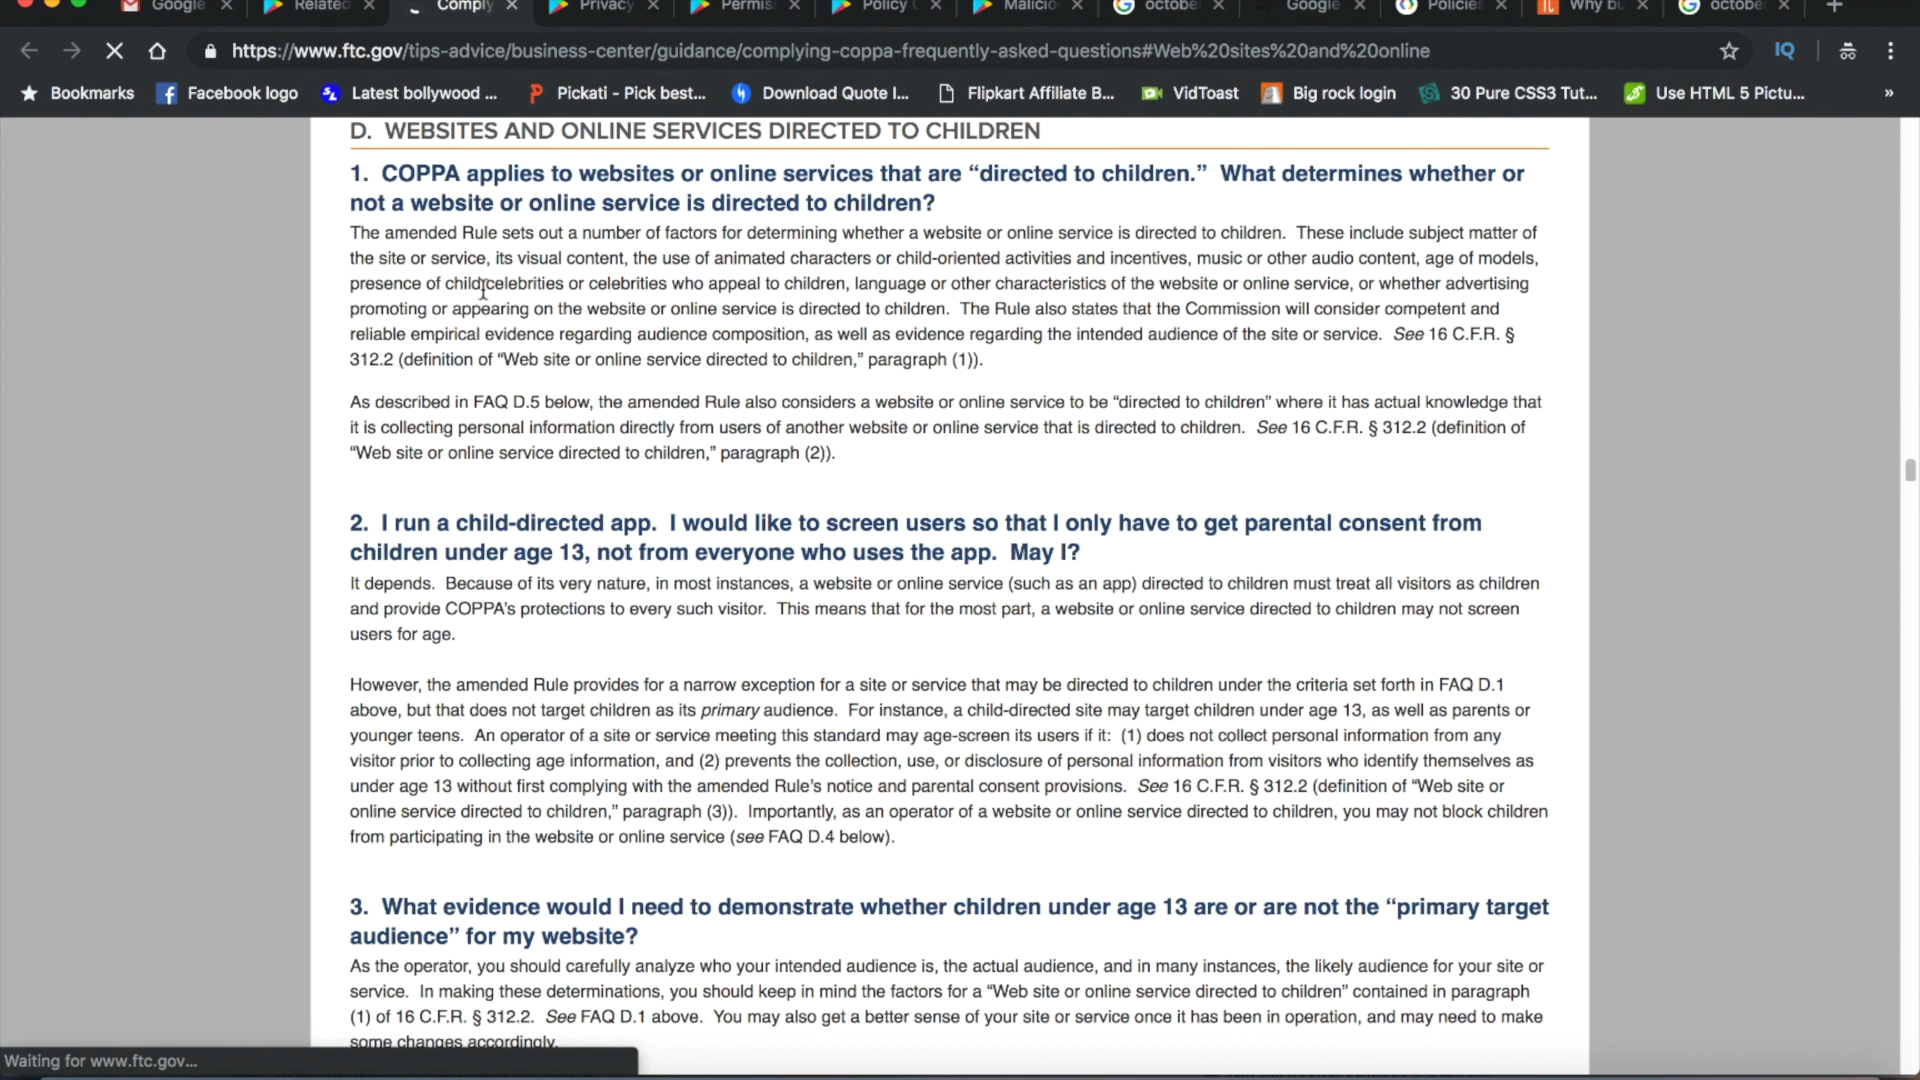 Google
Related
Comply
Privacy
Permis
Policy
Malicio
octobe
Google
Policies
Why bu
octobe
https://www.ftc.gov/tips-advice/business-center/guidance/complying-coppa-frequently-asked-questions#Web%20sites%20and%20online
IQ
Bookmarks Facebook logo Latest bollywood ... Pickati - Pick best... Download Quote I... Flipkart Affiliate B... VidToast Big rock login 30 Pure CSS3 Tut... Use HTML 5 Pictu... »
D. WEBSITES AND ONLINE SERVICES DIRECTED TO CHILDREN
1. COPPA applies to websites or online services that are “directed to children.” What determines whether or
not a website or online service is directed to children?
The amended Rule sets out a number of factors for determining whether a website or online service is directed to children. These include subject matter of
the site or service, its visual content, the use of animated characters or child-oriented activities and incentives, music or other audio content, age of models,
presence of child celebrities or celebrities who appeal to children, language or other characteristics of the website or online service, or whether advertising
promoting or appearing on the website or online service is directed to children. The Rule also states that the Commission will consider competent and
reliable empirical evidence regarding audience composition, as well as evidence regarding the intended audience of the site or service. See 16 C.F.R. §
312.2 (definition of “Web site or online service directed to children,” paragraph (1)).
As described in FAQ D.5 below, the amended Rule also considers a website or online service to be “directed to children” where it has actual knowledge that
it is collecting personal information directly from users of another website or online service that is directed to children. See 16 C.F.R. § 312.2 (definition of
“Web site or online service directed to children,” paragraph (2)).
2. I run a child-directed app. I would like to screen users so that I only have to get parental consent from
children under age 13, not from everyone who uses the app. May I?
It depends. Because of its very nature, in most instances, a website or online service (such as an app) directed to children must treat all visitors as children
and provide COPPA’s protections to every such visitor. This means that for the most part, a website or online service directed to children may not screen
users for age.
However, the amended Rule provides for a narrow exception for a site or service that may be directed to children under the criteria set forth in FAQ D.1
above, but that does not target children as its primary audience. For instance, a child-directed site may target children under age 13, as well as parents or
younger teens. An operator of a site or service meeting this standard may age-screen its users if it: (1) does not collect personal information from any
visitor prior to collecting age information, and (2) prevents the collection, use, or disclosure of personal information from visitors who identify themselves as
under age 13 without first complying with the amended Rule’s notice and parental consent provisions. See 16 C.F.R. § 312.2 (definition of “Web site or
online service directed to children,” paragraph (3)). Importantly, as an operator of a website or online service directed to children, you may not block children
from participating in the website or online service (see FAQ D.4 below).
3. What evidence would I need to demonstrate whether children under age 13 are or are not the “primary target
audience” for my website?
As the operator, you should carefully analyze who your intended audience is, the actual audience, and in many instances, the likely audience for your site or
service. In making these determinations, you should keep in mind the factors for a “Web site or online service directed to children” contained in paragraph
(1) of 16 C.F.R. § 312.2. See FAQ D.1 above. You may also get a better sense of your site or service once it has been in operation, and may need to make
some changes accordingly.
Waiting for www.ftc.gov...